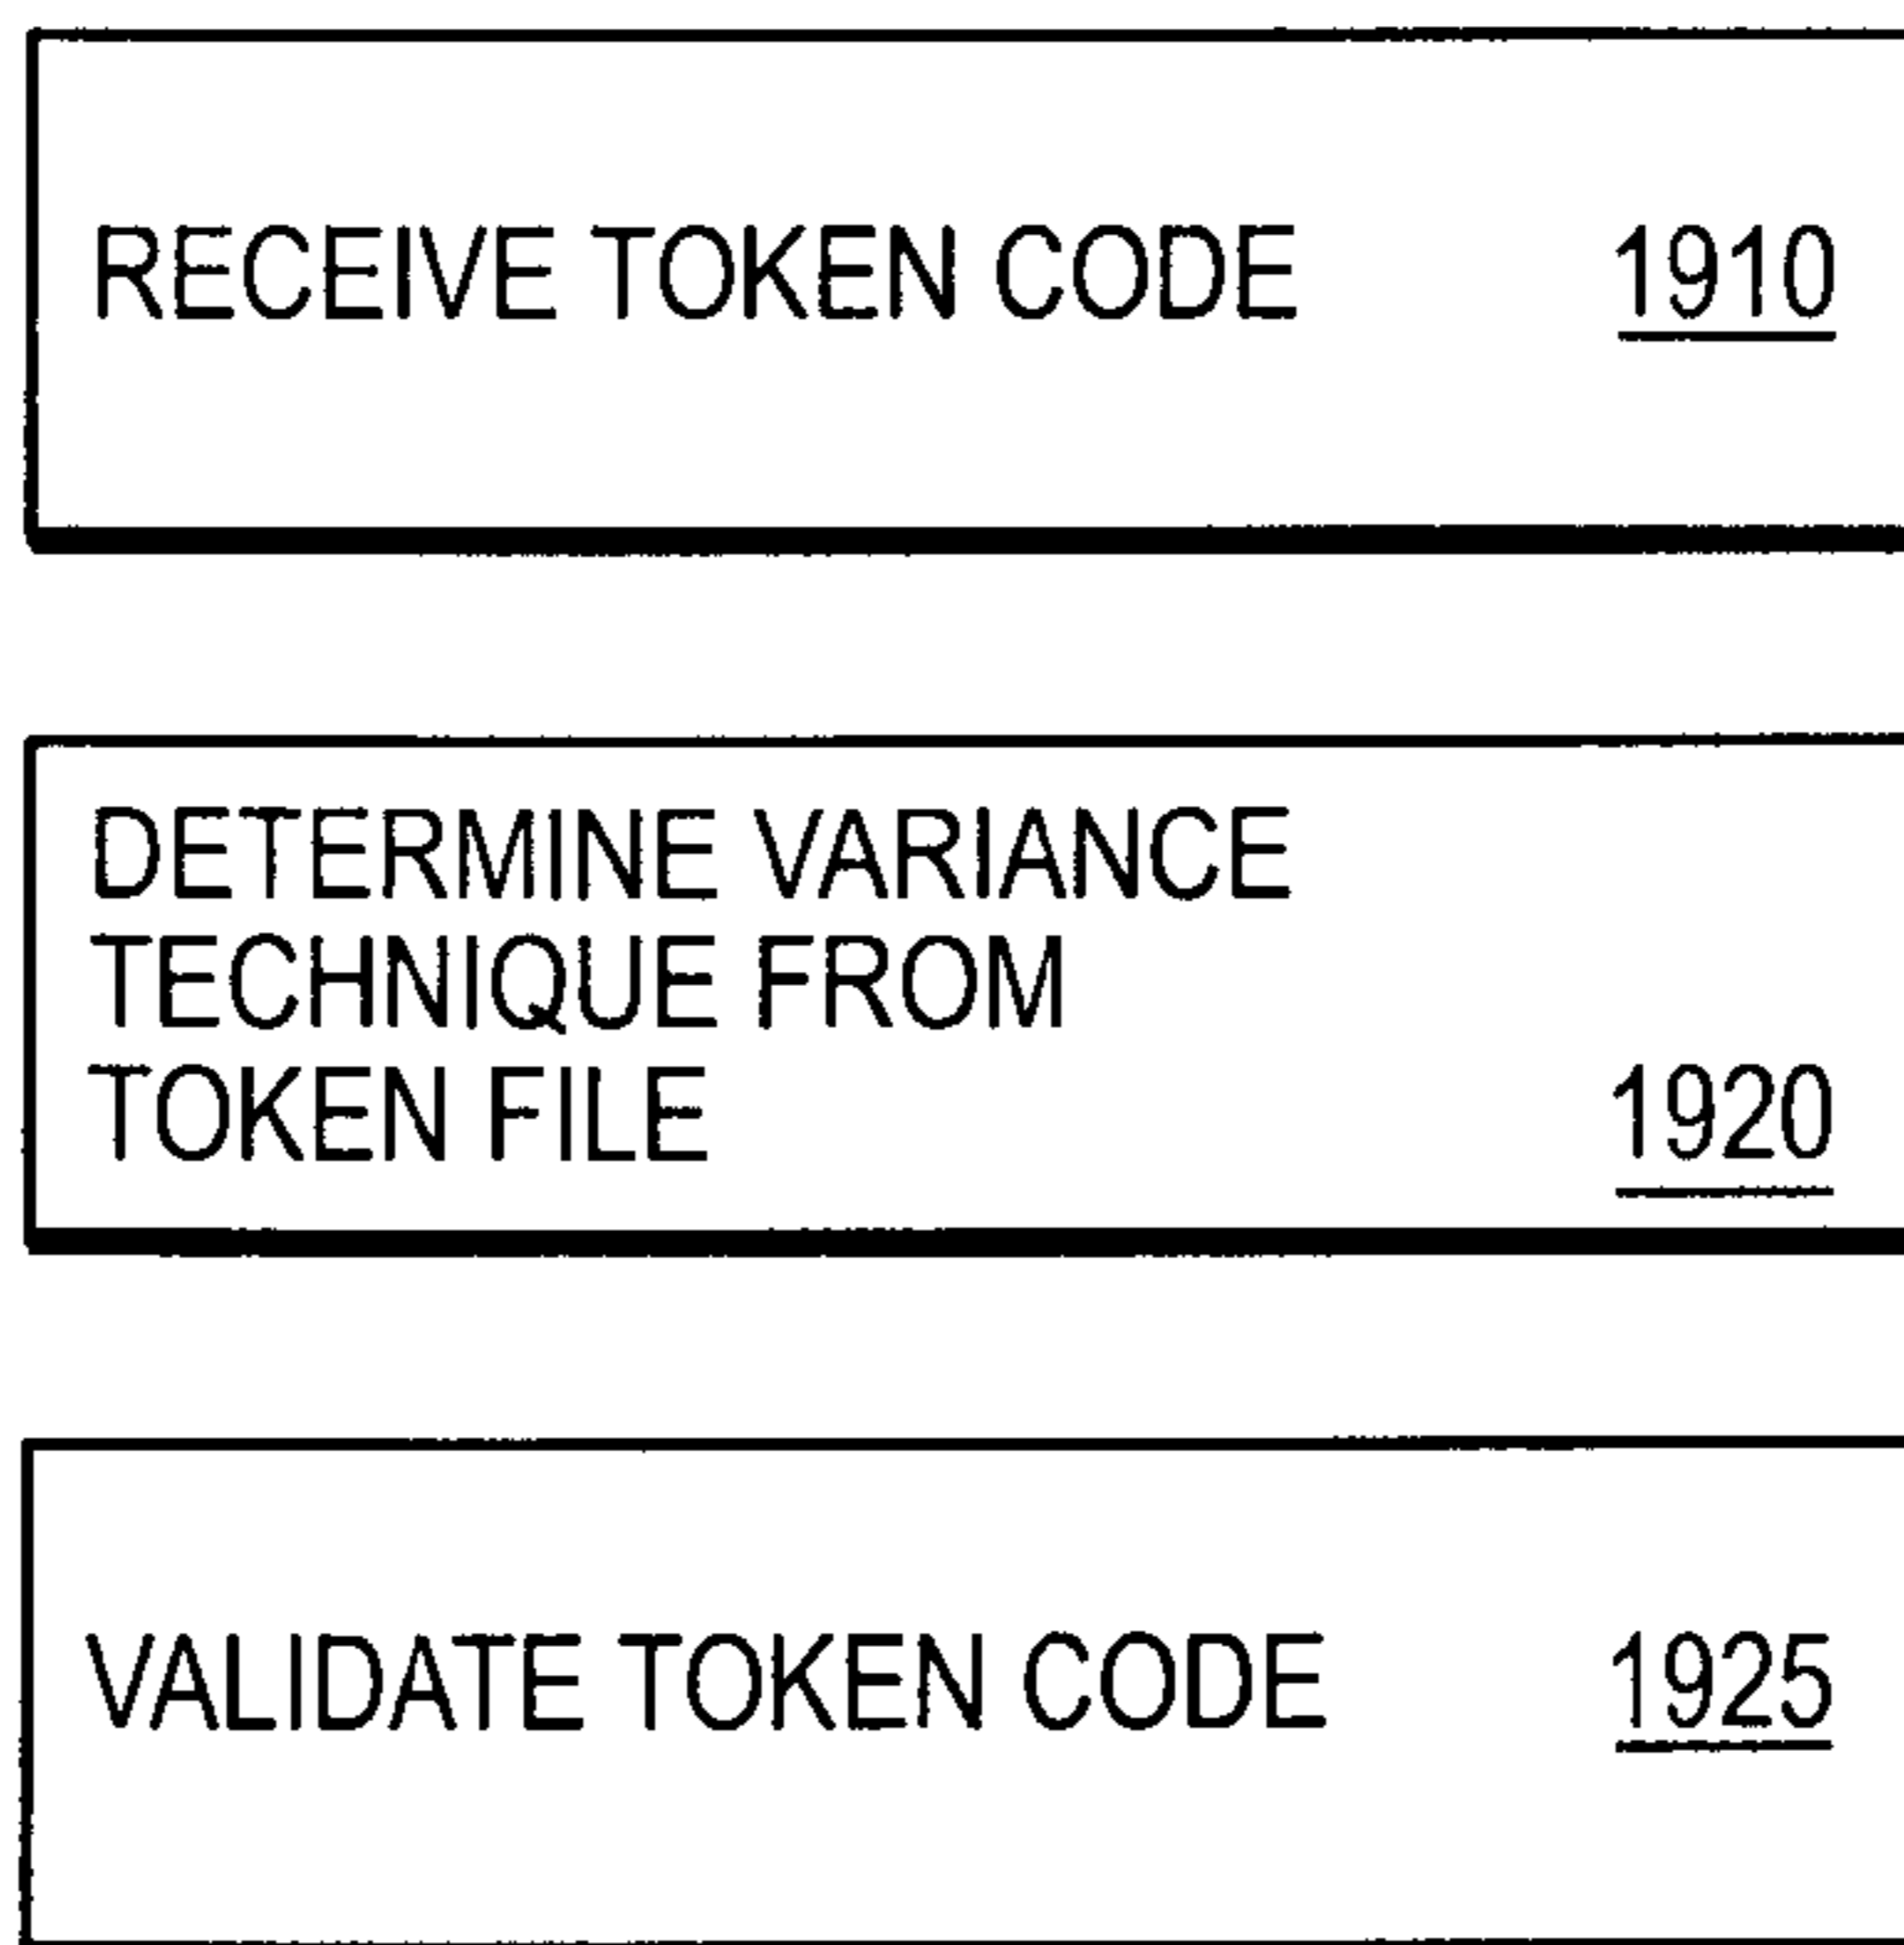 RECEIVE TOKEN CODE 1910
DETERMINE VARIANCE
TECHNIQUE FROM
TOKEN FILE 1920
VALIDATE TOKEN CODE 1925